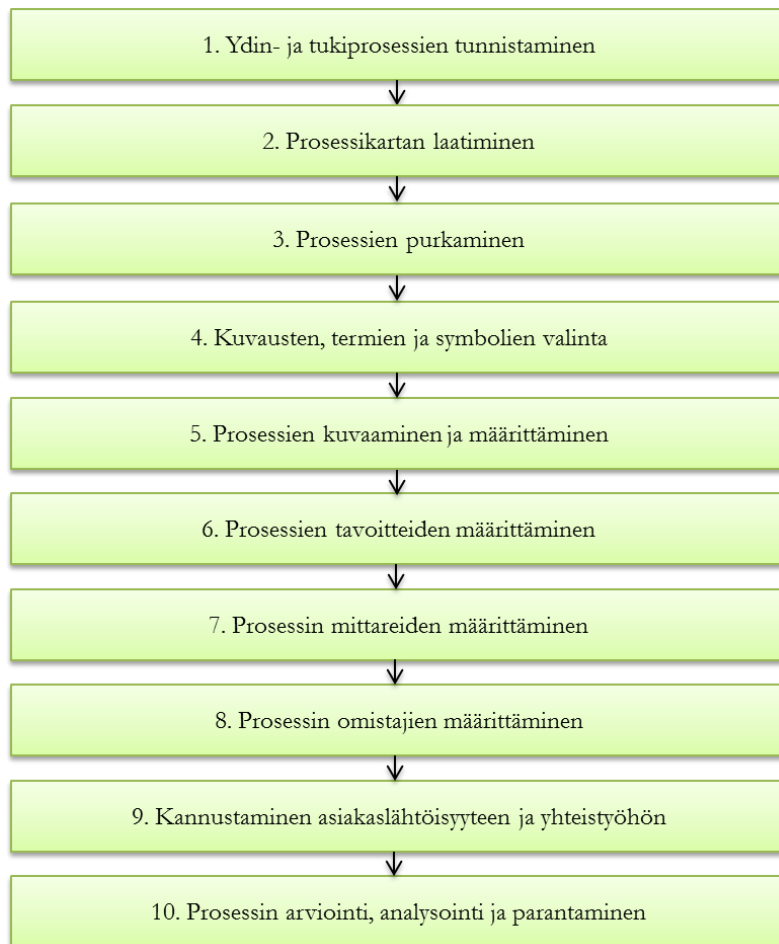 1. Ydin- ja tukiprosessien tunnistaminen
2. Prosessikartan laatiminen
3. Prosessien purkaminen
4. Kuvausten, termien ja symbolien valinta
5. Prosessien kuvaaminen ja määrittäminen
6. Prosessien tavoitteiden määrittäminen
7. Prosessin mittareiden määrittäminen
8. Prosessin omistajien määrittäminen
9. Kannustaminen asiakaslähtöisyyteen ja yhteistyöhön
10. Prosessin arviointi, analysointi ja parantaminen